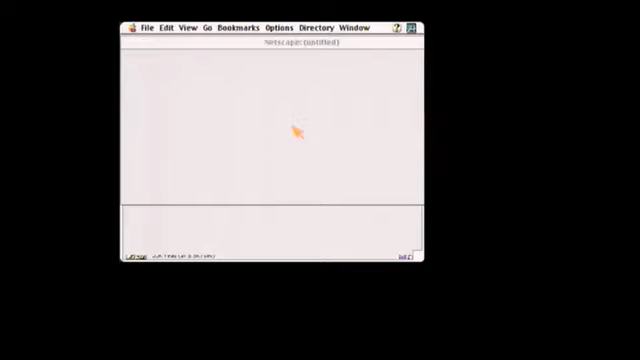 File Edit View Go Bookmarks Options Directory Window
Netscape: (untitled)